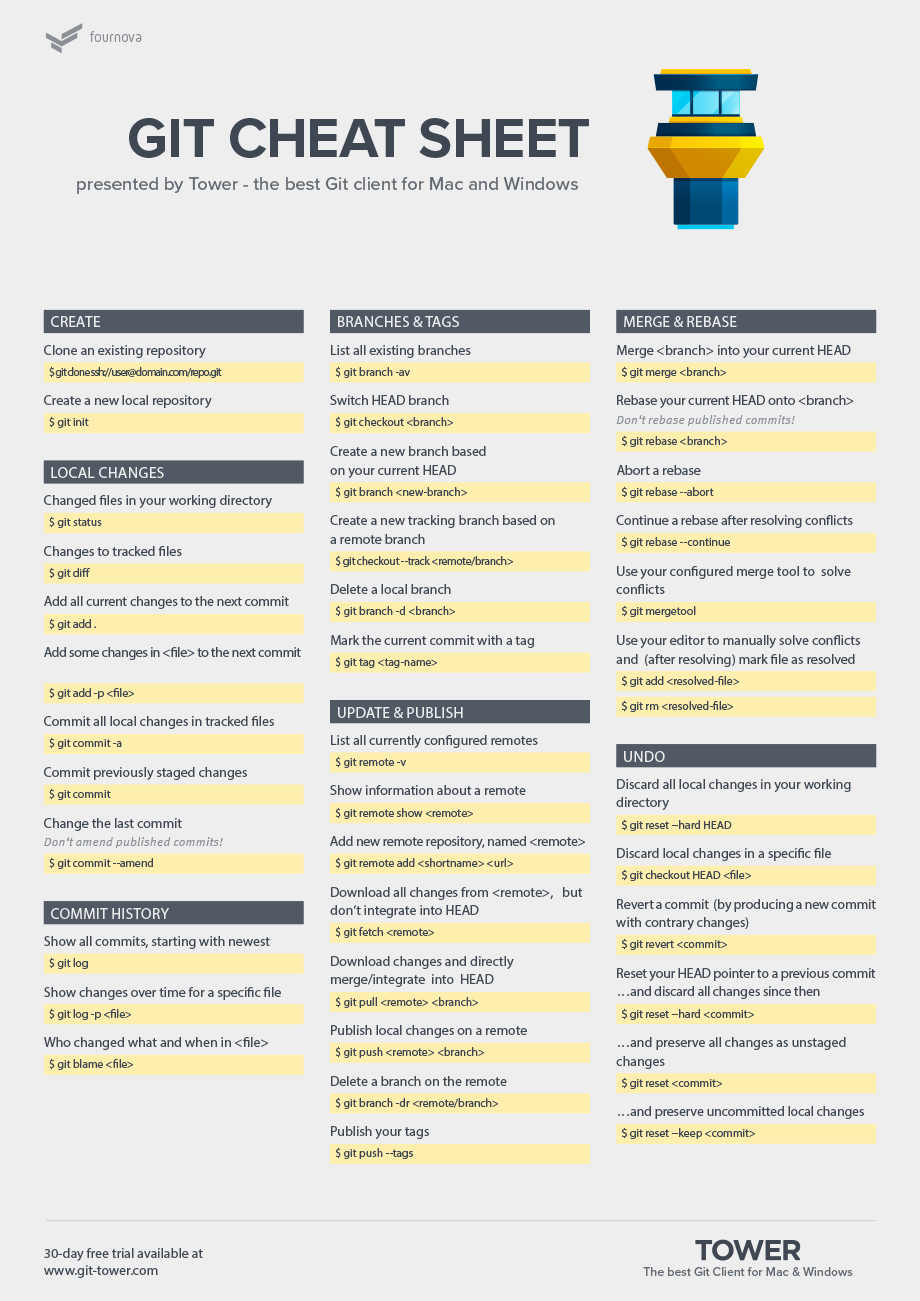 fournova
GIT CHEAT SHEET
presented by Tower - the best Git client for Mac and Windows
CREATE
Clone an existing repository
$ git clone ssh://user@domain.com/repo.git
Create a new local repository
$ git init
LOCAL CHANGES
Changed files in your working directory
$ git status
Changes to tracked files
$ git diff
Add all current changes to the next commit
$ git add .
Add some changes in <file> to the next commit
$ git add -p <file>
Commit all local changes in tracked files
$ git commit -a
Commit previously staged changes
$ git commit
Change the last commit
Don‘t amend published commits!
$ git commit --amend
COMMIT HISTORY
Show all commits, starting with newest
$ git log
Show changes over time for a specific file
$ git log -p <file>
Who changed what and when in <file>
$ git blame <file>
BRANCHES & TAGS
List all existing branches
$ git branch -av
Switch HEAD branch
$ git checkout <branch>
Create a new branch based
on your current HEAD
$ git branch <new-branch>
Create a new tracking branch based on
a remote branch
$ git checkout --track <remote/branch>
Delete a local branch
$ git branch -d <branch>
Mark the current commit with a tag
$ git tag <tag-name>
UPDATE & PUBLISH
List all currently configured remotes
$ git remote -v
Show information about a remote
$ git remote show <remote>
Add new remote repository, named <remote>
$ git remote add <shortname> <url>
Download all changes from <remote>, but
don’t integrate into HEAD
$ git fetch <remote>
Download changes and directly
merge/integrate into HEAD
$ git pull <remote> <branch>
Publish local changes on a remote
$ git push <remote> <branch>
Delete a branch on the remote
$ git branch -dr <remote/branch>
Publish your tags
$ git push --tags
MERGE & REBASE
Merge <branch> into your current HEAD
$ git merge <branch>
Rebase your current HEAD onto <branch>
Don‘t rebase published commits!
$ git rebase <branch>
Abort a rebase
$ git rebase --abort
Continue a rebase after resolving conflicts
$ git rebase --continue
Use your configured merge tool to solve
conflicts
$ git mergetool
Use your editor to manually solve conflicts
and (after resolving) mark file as resolved
$ git add <resolved-file>
$ git rm <resolved-file>
UNDO
Discard all local changes in your working
directory
$ git reset --hard HEAD
Discard local changes in a specific file
$ git checkout HEAD <file>
Revert a commit (by producing a new commit
with contrary changes)
$ git revert <commit>
Reset your HEAD pointer to a previous commit
…and discard all changes since then
$ git reset --hard <commit>
…and preserve all changes as unstaged
changes
$ git reset <commit>
…and preserve uncommitted local changes
$ git reset --keep <commit>
30-day free trial available at
www.git-tower.com
TOWER
The best Git Client for Mac & Windows